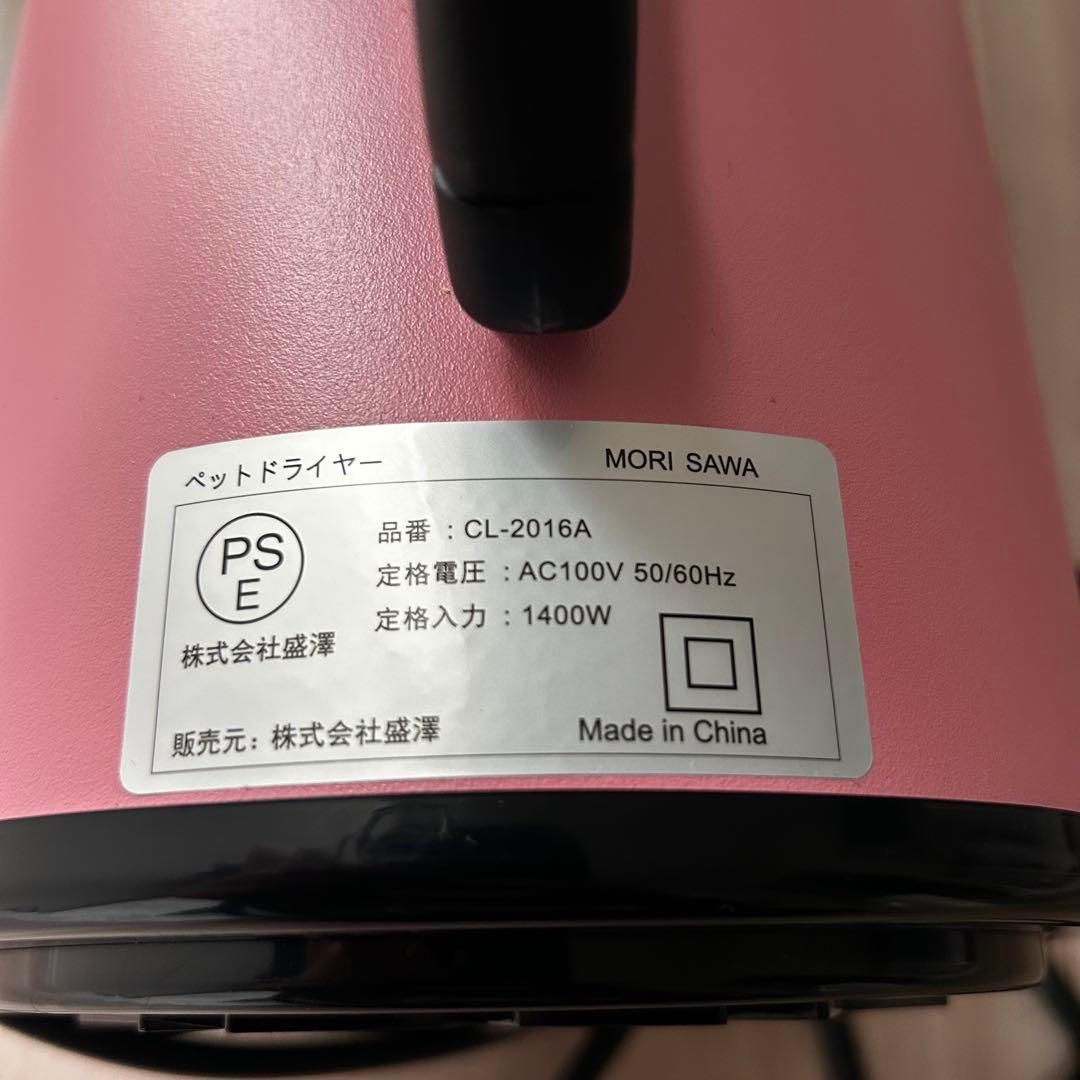 ペットドライヤー MORI SAWA
PS
E
品番 : CL-2016A
定格電圧 : AC100V 50/60Hz
定格入力 : 1400W
株式会社盛澤
販売元: 株式会社盛澤 Made in China